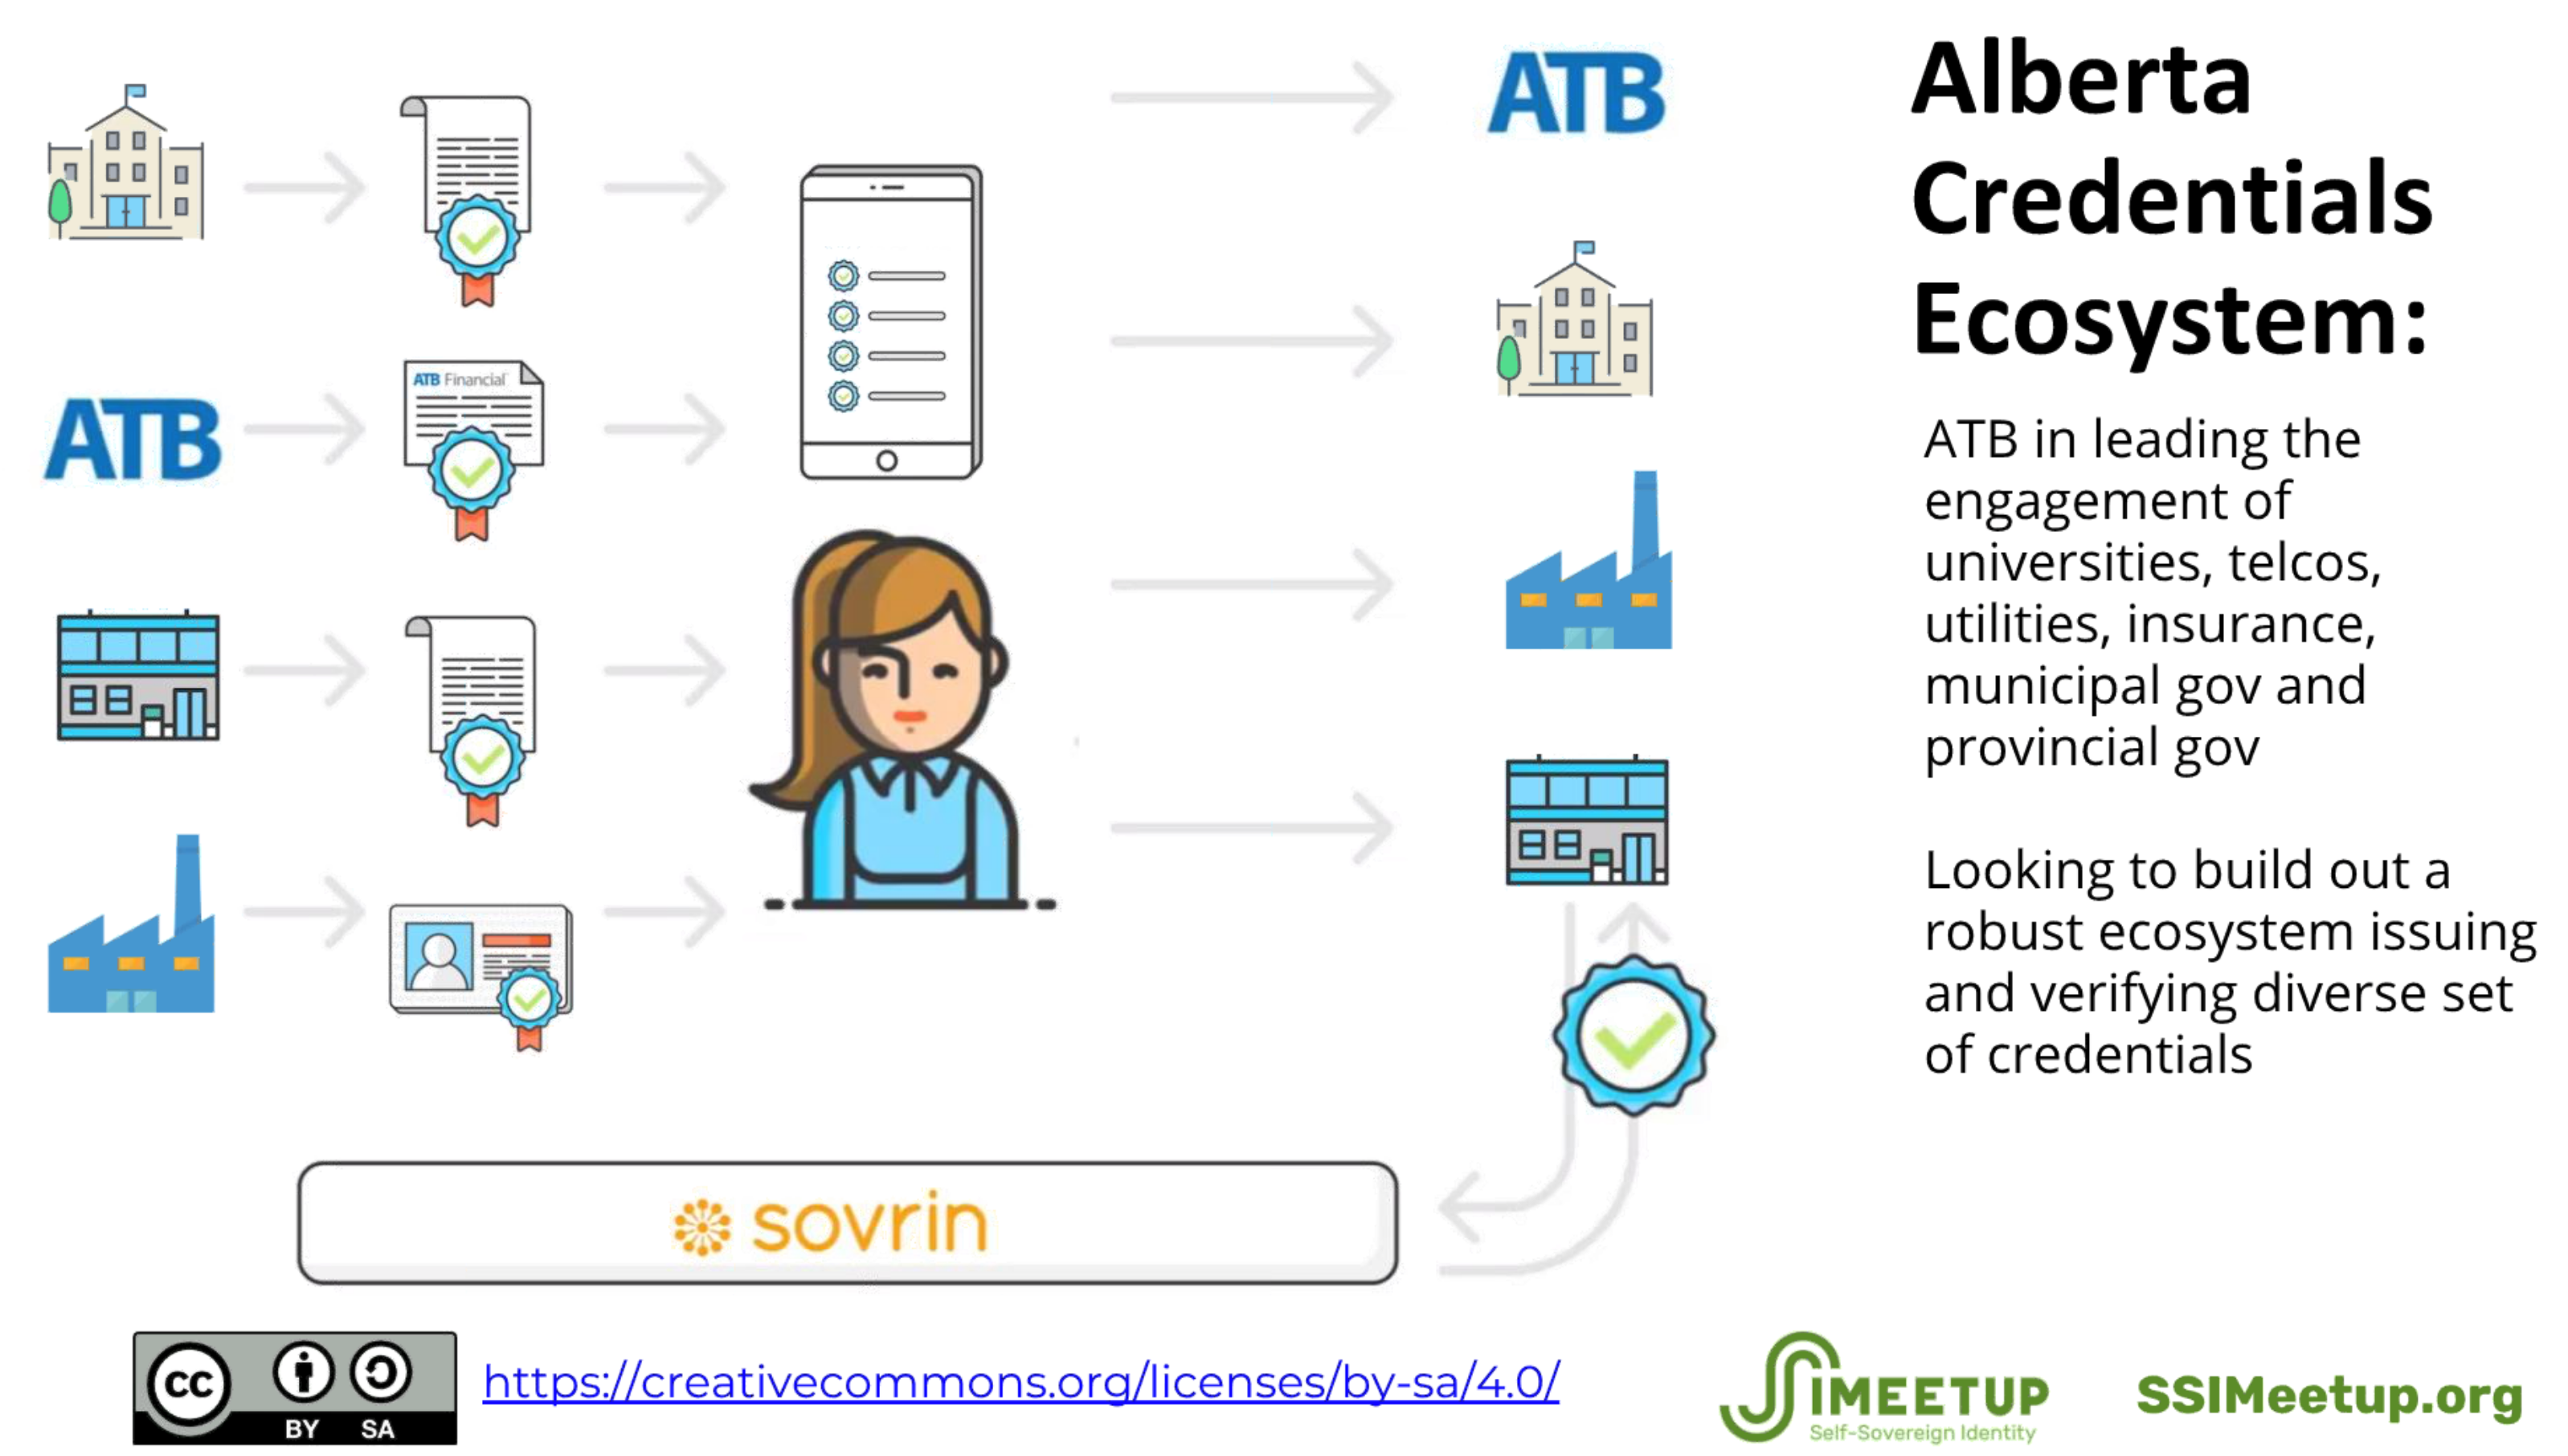 Alberta
Credentials
Ecosystem:
ATB in leading the
engagement of
universities, telcos,
utilities, insurance,
municipal gov and
provincial gov
Looking to build out a
robust ecosystem issuing
and verifying diverse set
of credentials
ATB
ATB
ATB Financial
sovrin
cc
BY SA
https://creativecommons.org/licenses/by-sa/4.0/
SIMEETUP
Self-Sovereign Identity
SSIMeetup.org